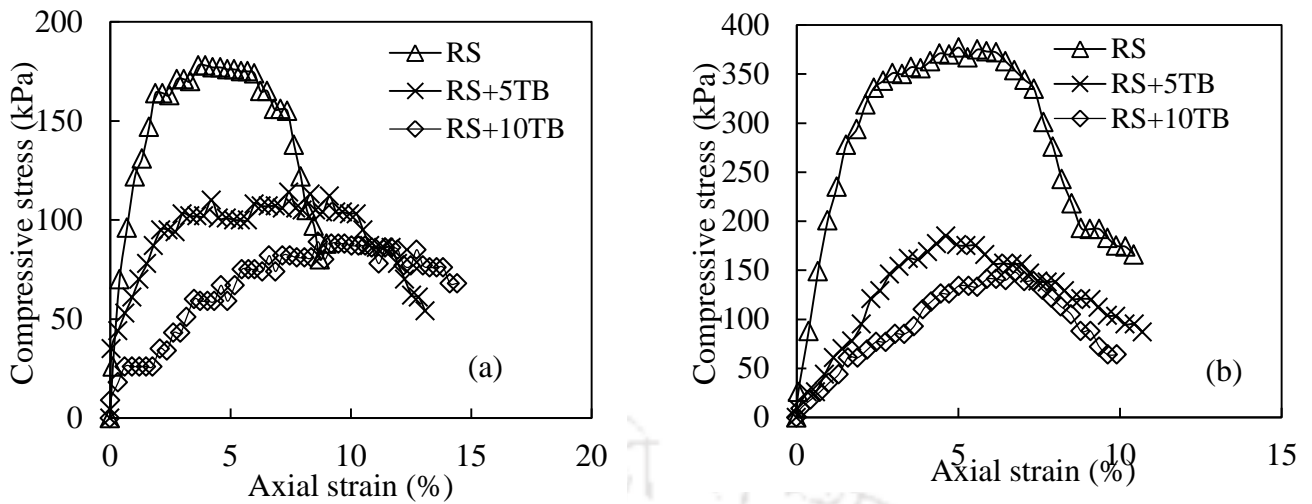 200
150
100
50
0
0
5
10
15
20
Compressive stress (kPa)
Axial strain (%)
RS
RS+5TB
RS+10TB
(a)
400
350
300
250
200
150
100
50
0
0
5
10
15
Compressive stress (kPa)
Axial strain (%)
RS
RS+5TB
RS+10TB
(b)